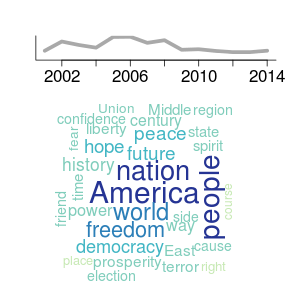 2002 2006 2010 2014
Union Middle region
confidence century
fear liberty peace state
hope future spirit
history nation
time America people
friend power world side course
freedom way
democracy East cause
place prosperity terror right
election